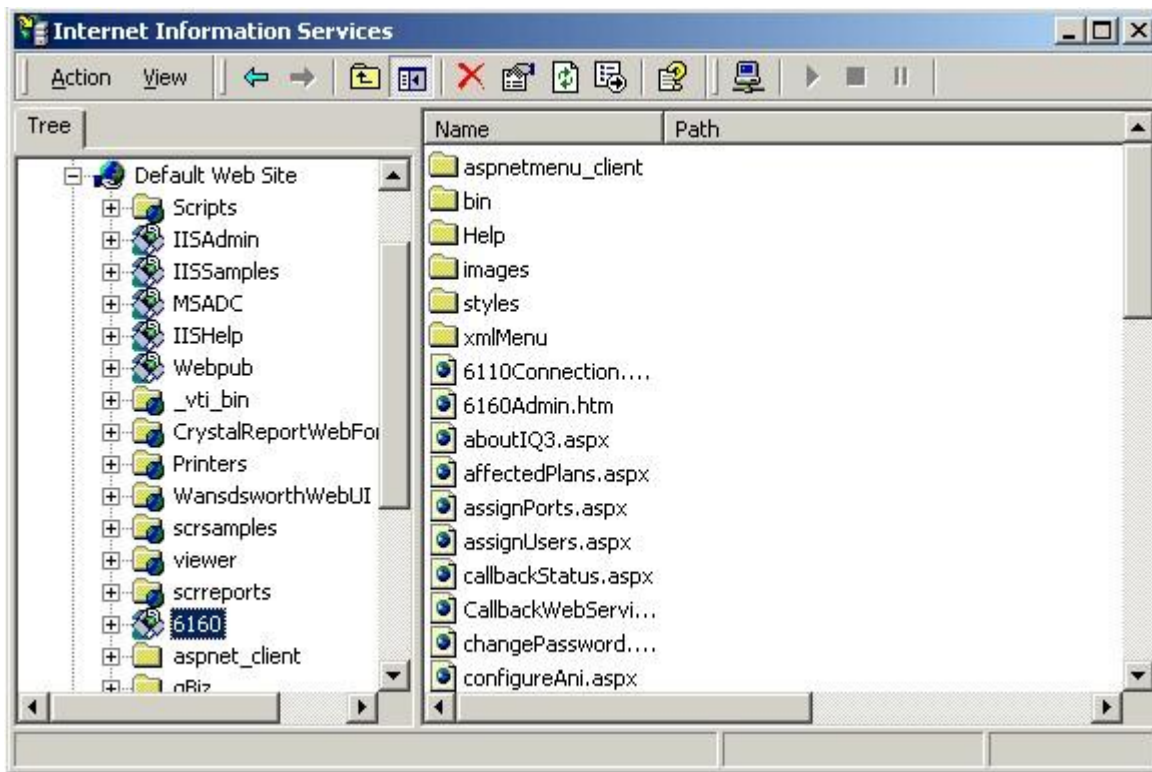 Internet Information Services
Action View
Tree
Name Path
Default Web Site
Scripts
IISAdmin
IISSamples
MSADC
IISHelp
Webpub
_vti_bin
CrystalReportWebFor
Printers
WansdsworthWebUI
scrsamples
viewer
scrreports
6160
aspnet_client
aspnetmenu_client
bin
Help
images
styles
xmlMenu
6110Connection....
6160Admin.htm
aboutIQ3.aspx
affectedPlans.aspx
assignPorts.aspx
assignUsers.aspx
callbackStatus.aspx
CallbackWebServi...
changePassword....
configureAni.aspx